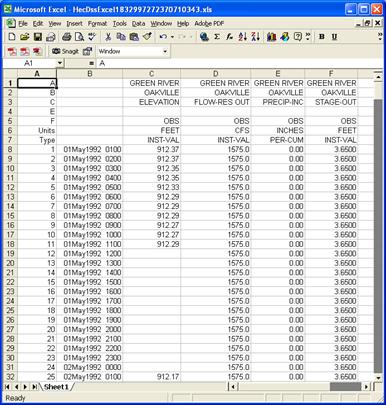 Microsoft Excel - HecDssExcel1832997272370710343.xls
File Edit View Insert Format Tools Data Window Help Adobe PDF
SnagIt Window
A1 = A
A B C D E F
1 A GREEN RIVER GREEN RIVER GREEN RIVER GREEN RIVER
2 B OAKVILLE OAKVILLE OAKVILLE OAKVILLE
3 C ELEVATION FLOW-RES OUT PRECIP-INC STAGE-OUT
4 E
5 F OBS OBS OBS OBS
6 Units FEET CFS INCHES FEET
7 Type INST-VAL INST-VAL PER-CUM INST-VAL
8 1 01May1992 0100 912.37 1575.0 0.00 3.6500
9 2 01May1992 0200 912.37 1575.0 0.00 3.6500
10 3 01May1992 0300 912.35 1575.0 0.00 3.6500
11 4 01May1992 0400 912.35 1575.0 0.00 3.6500
12 5 01May1992 0500 912.33 1575.0 0.00 3.6500
13 6 01May1992 0600 912.29 1575.0 0.00 3.6500
14 7 01May1992 0700 912.29 1575.0 0.00 3.6500
15 8 01May1992 0800 912.29 1575.0 0.00 3.6500
16 9 01May1992 0900 912.27 1575.0 0.00 3.6500
17 10 01May1992 1000 912.27 1575.0 0.00 3.6500
18 11 01May1992 1100 912.29 1575.0 0.00 3.6500
19 12 01May1992 1200 1575.0 0.00 3.6500
20 13 01May1992 1300 1575.0 0.00 3.6500
21 14 01May1992 1400 1575.0 0.00 3.6500
22 15 01May1992 1500 1575.0 0.00 3.6500
23 16 01May1992 1600 1575.0 0.00 3.6500
24 17 01May1992 1700 1575.0 0.00 3.6500
25 18 01May1992 1800 1575.0 0.00 3.6500
26 19 01May1992 1900 1575.0 0.00 3.6500
27 20 01May1992 2000 1575.0 0.00 3.6500
28 21 01May1992 2100 1575.0 0.00 3.6500
29 22 01May1992 2200 1575.0 0.00 3.6500
30 23 01May1992 2300 1575.0 0.00 3.6500
31 24 01May1992 0000 1575.0 0.00 3.6500
32 25 02May1992 0100 912.17 1575.0 0.00 3.6500
Sheet1
Ready